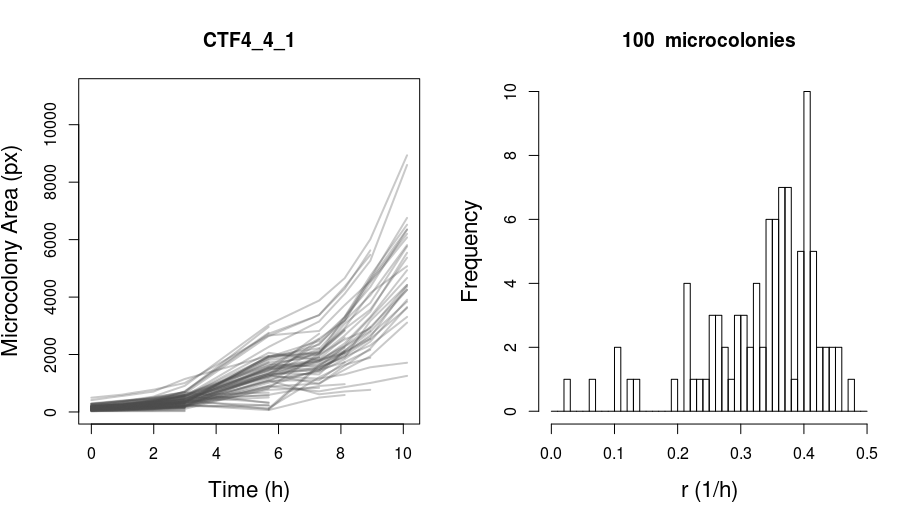 CTF4_4_1
Microcolony Area (px)
10000
8000
6000
4000
2000
0
0 2 4 6 8 10
Time (h)
100 microcolonies
Frequency
10
8
6
4
2
0
0.0 0.1 0.2 0.3 0.4 0.5
r (1/h)